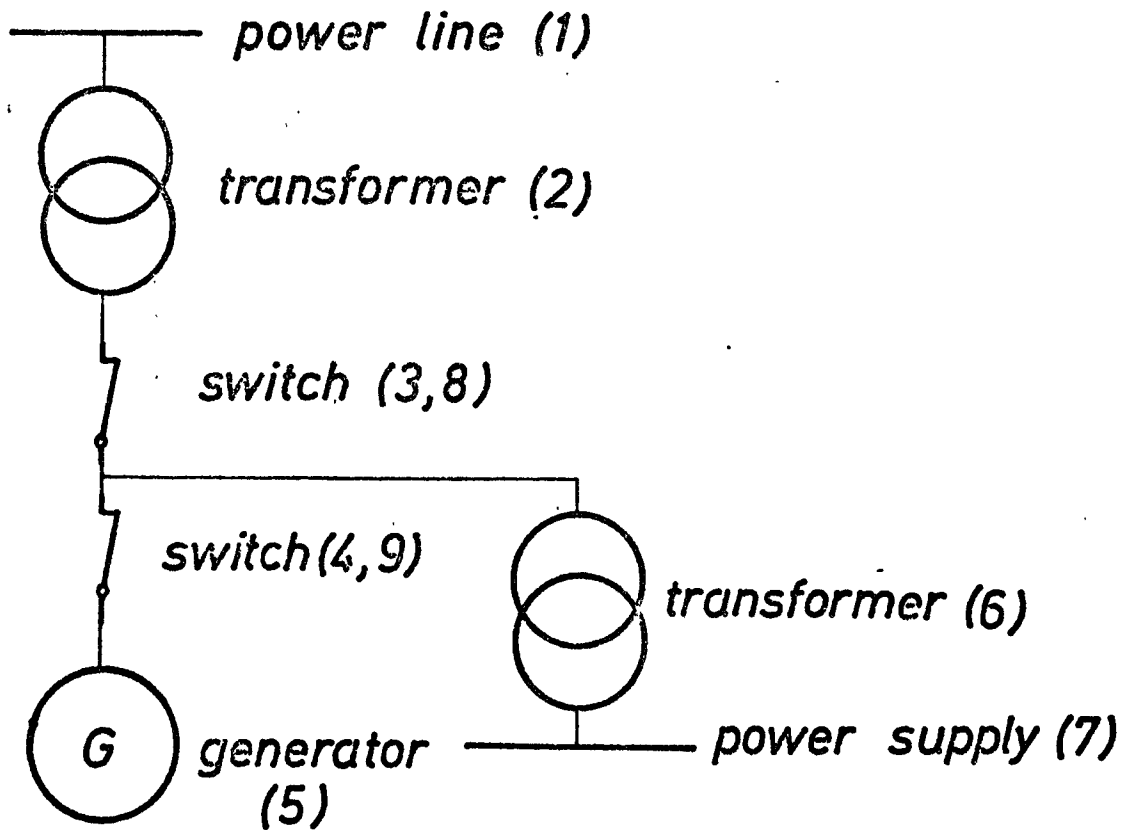 power line (1)
transformer (2)
switch (3,8)
switch (4,9)
transformer (6)
G
generator
(5)
power supply (7)